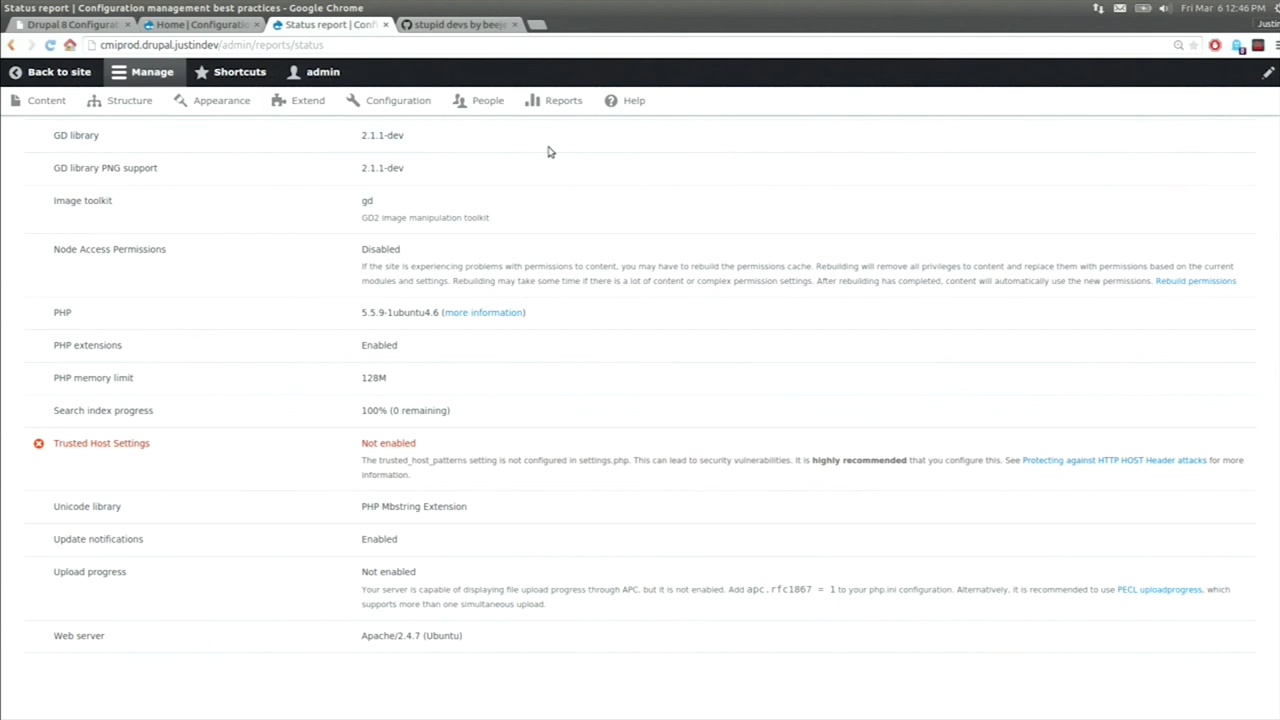 Status report | Configuration management best practices - Google Chrome
Fri Mar 6 12:46 PM
Drupal 8 Configurat
Home | Configuratio
Status report | Conf
stupid devs by beeje
Justin
cmiprod.drupal.justindev/admin/reports/status
Back to site
Manage
Shortcuts
admin
Content
Structure
Appearance
Extend
Configuration
People
Reports
Help
GD library 2.1.1-dev
GD library PNG support 2.1.1-dev
Image toolkit gd
GD2 image manipulation toolkit
Node Access Permissions Disabled
If the site is experiencing problems with permissions to content, you may have to rebuild the permissions cache. Rebuilding will remove all privileges to content and replace them with permissions based on the current
modules and settings. Rebuilding may take some time if there is a lot of content or complex permission settings. After rebuilding has completed, content will automatically use the new permissions. Rebuild permissions
PHP 5.5.9-1ubuntu4.6 (more information)
PHP extensions Enabled
PHP memory limit 128M
Search index progress 100% (0 remaining)
Trusted Host Settings Not enabled
The trusted_host_patterns setting is not configured in settings.php. This can lead to security vulnerabilities. It is highly recommended that you configure this. See Protecting against HTTP HOST Header attacks for more
information.
Unicode library PHP Mbstring Extension
Update notifications Enabled
Upload progress Not enabled
Your server is capable of displaying file upload progress through APC, but it is not enabled. Add apc.rfc1867 = 1 to your php.ini configuration. Alternatively, it is recommended to use PECL uploadprogress, which
supports more than one simultaneous upload.
Web server Apache/2.4.7 (Ubuntu)